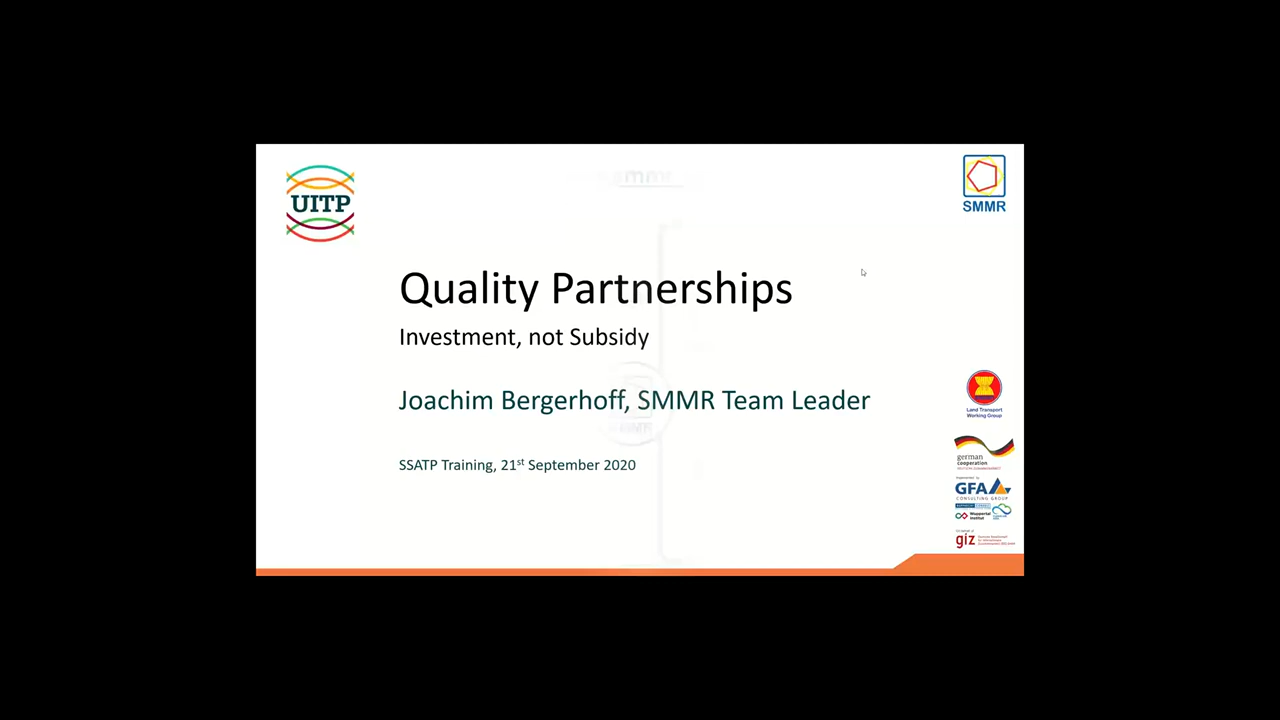 UITP
SMMR
Quality Partnerships
Investment, not Subsidy
Joachim Bergerhoff, SMMR Team Leader
SSATP Training, 21st September 2020
Land Transport
Working Group
german
cooperation
GFA
CONSULTING GROUP
Wuppertal
Institut
giz